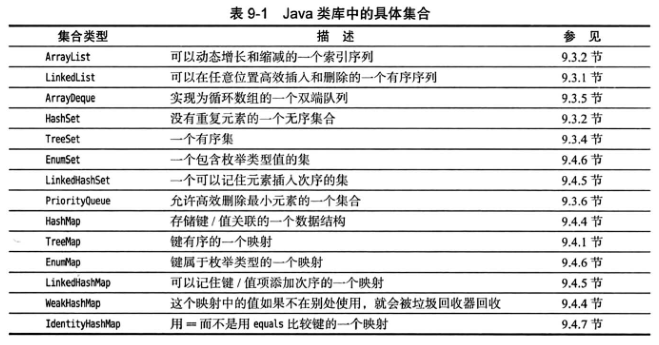 表 9-1 Java 类库中的具体集合
集合类型 描 述 参 见
ArrayList 可以动态增长和缩减的一个索引序列 9.3.2 节
LinkedList 可以在任意位置高效插入和删除的一个有序序列 9.3.1 节
ArrayDeque 实现为循环数组的一个双端队列 9.3.5 节
HashSet 没有重复元素的一个无序集合 9.3.2 节
TreeSet 一个有序集 9.3.4 节
EnumSet 一个包含枚举类型值的集 9.4.6 节
LinkedHashSet 一个可以记住元素插入次序的集 9.4.5 节
PriorityQueue 允许高效删除最小元素的一个集合 9.3.6 节
HashMap 存储键 / 值关联的一个数据结构 9.4.4 节
TreeMap 键有序的一个映射 9.4.1 节
EnumMap 键属于枚举类型的一个映射 9.4.6 节
LinkedHashMap 可以记住键 / 值项添加次序的一个映射 9.4.5 节
WeakHashMap 这个映射中的值如果不在别处使用，就会被垃圾回收器回收 9.4.4 节
IdentityHashMap 用 == 而不是用 equals 比较键的一个映射 9.4.7 节